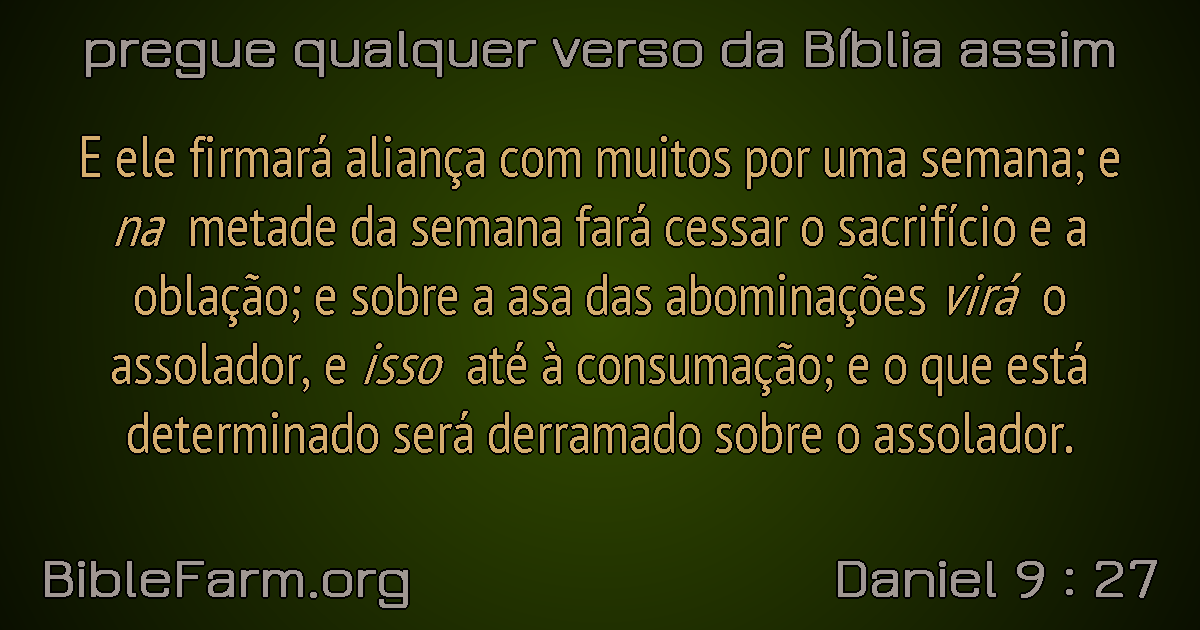 pregue qualquer verso da Bíblia assim
E ele firmará aliança com muitos por uma semana; e
na metade da semana fará cessar o sacrifício e a
oblação; e sobre a asa das abominações virá o
assolador, e isso até à consumação; e o que está
determinado será derramado sobre o assolador.
BibleFarm.org
Daniel 9 : 27